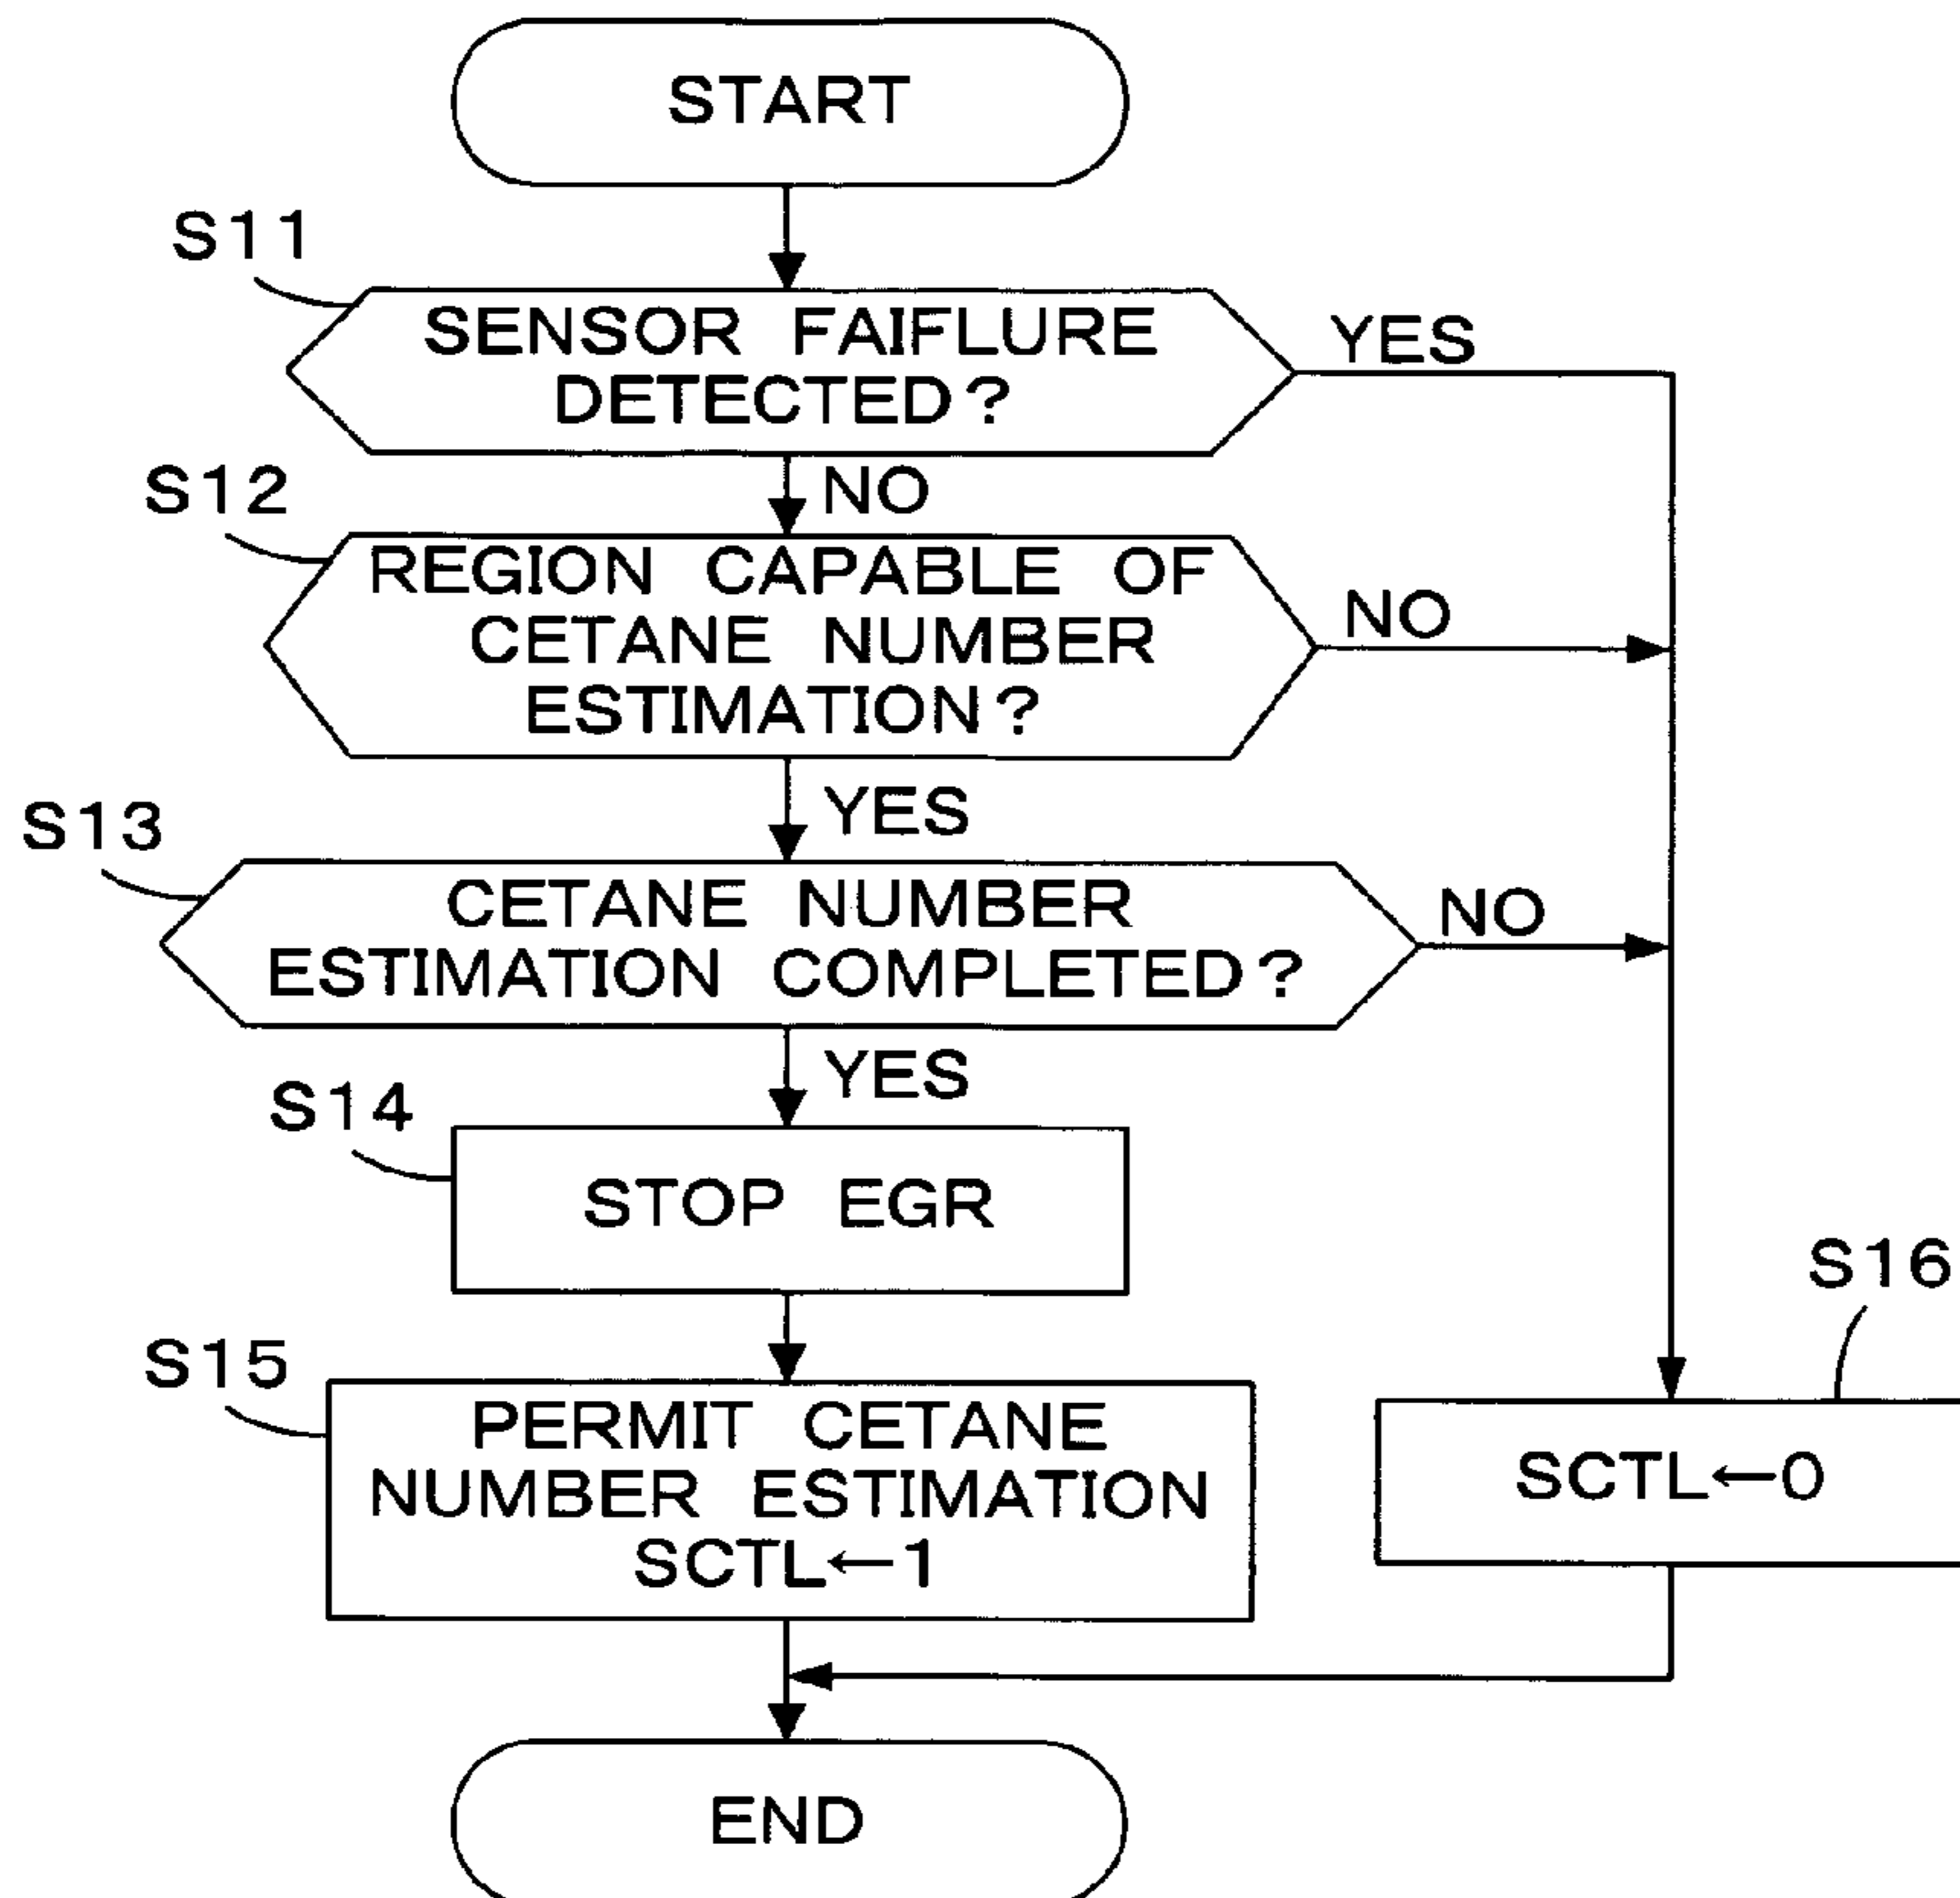 START
S11
SENSOR FAIFLURE
DETECTED?
YES
NO
S12
REGION CAPABLE OF
CETANE NUMBER
ESTIMATION?
NO
YES
S13
CETANE NUMBER
ESTIMATION COMPLETED?
NO
YES
S14
STOP EGR
S15
PERMIT CETANE
NUMBER ESTIMATION
SCTL←1
S16
SCTL←0
END